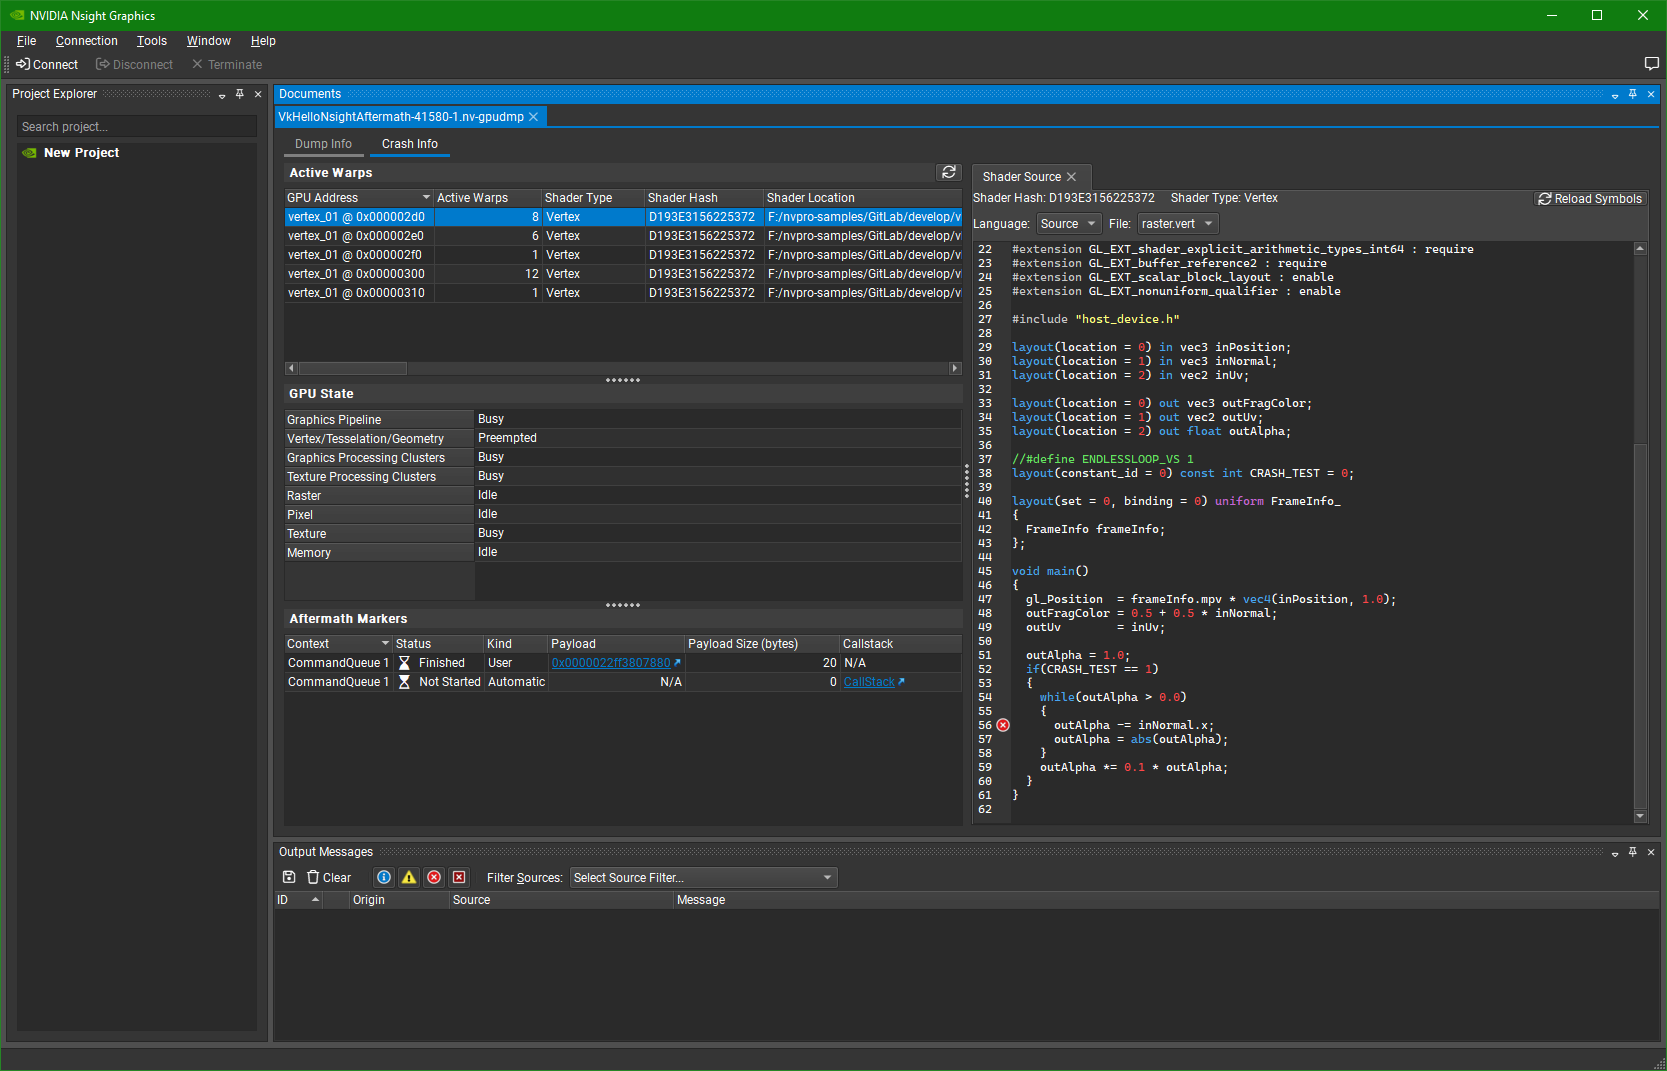 NVIDIA Nsight Graphics
File Connection Tools Window Help
Connect Disconnect Terminate
Project Explorer
Search project...
New Project
Documents
VkHelloNsightAftermath-41580-1.nv-gpudmp
Dump Info Crash Info
Active Warps
GPU Address Active Warps Shader Type Shader Hash Shader Location
vertex_01 @ 0x000002d0 8 Vertex D193E3156225372 F:/nvpro-samples/GitLab/develop/v
vertex_01 @ 0x000002e0 6 Vertex D193E3156225372 F:/nvpro-samples/GitLab/develop/v
vertex_01 @ 0x000002f0 1 Vertex D193E3156225372 F:/nvpro-samples/GitLab/develop/v
vertex_01 @ 0x00000300 12 Vertex D193E3156225372 F:/nvpro-samples/GitLab/develop/v
vertex_01 @ 0x00000310 1 Vertex D193E3156225372 F:/nvpro-samples/GitLab/develop/v
GPU State
Graphics Pipeline Busy
Vertex/Tesselation/Geometry Preempted
Graphics Processing Clusters Busy
Texture Processing Clusters Busy
Raster Idle
Pixel Idle
Texture Busy
Memory Idle
Aftermath Markers
Context Status Kind Payload Payload Size (bytes) Callstack
CommandQueue 1 Finished User 0x0000022ff3807880 20 N/A
CommandQueue 1 Not Started Automatic N/A 0 CallStack
Shader Source
Shader Hash: D193E3156225372 Shader Type: Vertex Reload Symbols
Language: Source File: raster.vert
22 #extension GL_EXT_shader_explicit_arithmetic_types_int64 : require
23 #extension GL_EXT_buffer_reference2 : require
24 #extension GL_EXT_scalar_block_layout : enable
25 #extension GL_EXT_nonuniform_qualifier : enable
26
27 #include "host_device.h"
28
29 layout(location = 0) in vec3 inPosition;
30 layout(location = 1) in vec3 inNormal;
31 layout(location = 2) in vec2 inUv;
32
33 layout(location = 0) out vec3 outFragColor;
34 layout(location = 1) out vec2 outUv;
35 layout(location = 2) out float outAlpha;
36
37 //#define ENDLESSLOOP_VS 1
38 layout(constant_id = 0) const int CRASH_TEST = 0;
39
40 layout(set = 0, binding = 0) uniform FrameInfo_
41 {
42 FrameInfo frameInfo;
43 };
44
45 void main()
46 {
47 gl_Position = frameInfo.mpv * vec4(inPosition, 1.0);
48 outFragColor = 0.5 + 0.5 * inNormal;
49 outUv = inUv;
50
51 outAlpha = 1.0;
52 if(CRASH_TEST == 1)
53 {
54 while(outAlpha > 0.0)
55 {
56 outAlpha -= inNormal.x;
57 outAlpha = abs(outAlpha);
58 }
59 outAlpha *= 0.1 * outAlpha;
60 }
61 }
62
Output Messages
Clear Filter Sources: Select Source Filter...
ID Origin Source Message